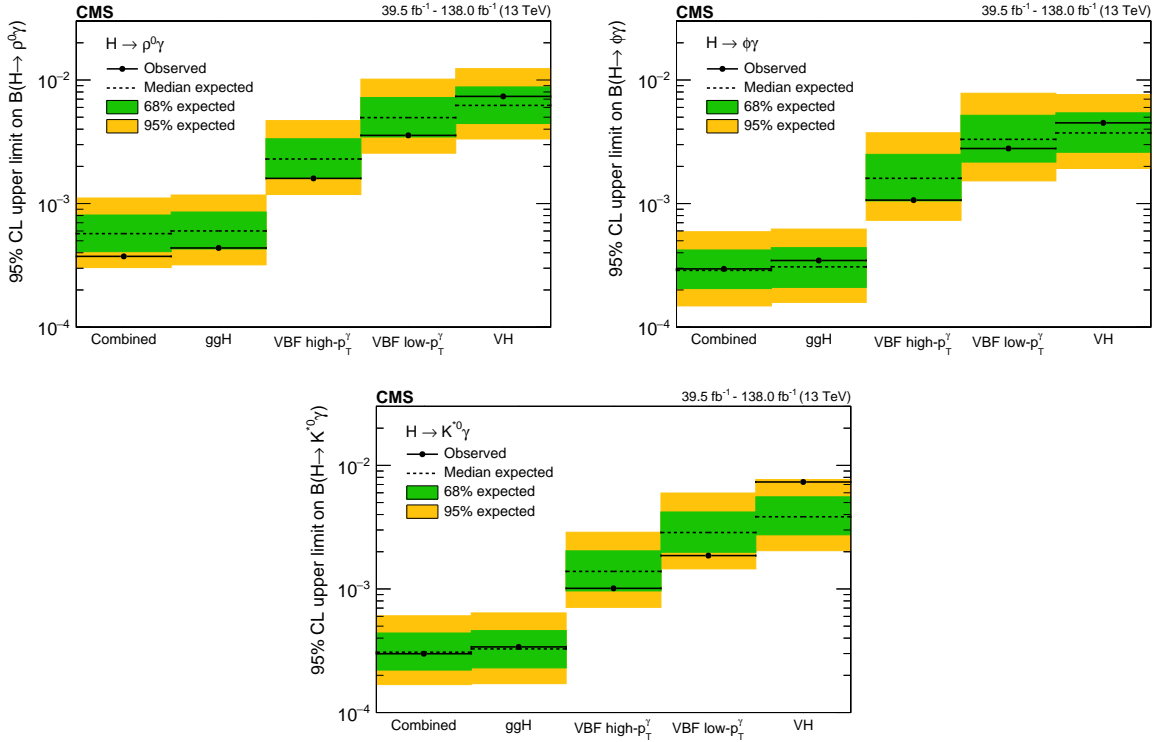 CMS 39.5 fb⁻¹ - 138.0 fb⁻¹ (13 TeV)
95% CL upper limit on B(H→ ρ⁰γ)
H → ρ⁰γ
Observed
Median expected
68% expected
95% expected
10⁻²
10⁻³
10⁻⁴
Combined ggH VBF high-p_T^γ VBF low-p_T^γ VH
CMS 39.5 fb⁻¹ - 138.0 fb⁻¹ (13 TeV)
95% CL upper limit on B(H→ ϕγ)
H → ϕγ
Observed
Median expected
68% expected
95% expected
10⁻²
10⁻³
10⁻⁴
Combined ggH VBF high-p_T^γ VBF low-p_T^γ VH
CMS 39.5 fb⁻¹ - 138.0 fb⁻¹ (13 TeV)
95% CL upper limit on B(H→ K*⁰γ)
H → K*⁰γ
Observed
Median expected
68% expected
95% expected
10⁻²
10⁻³
10⁻⁴
Combined ggH VBF high-p_T^γ VBF low-p_T^γ VH